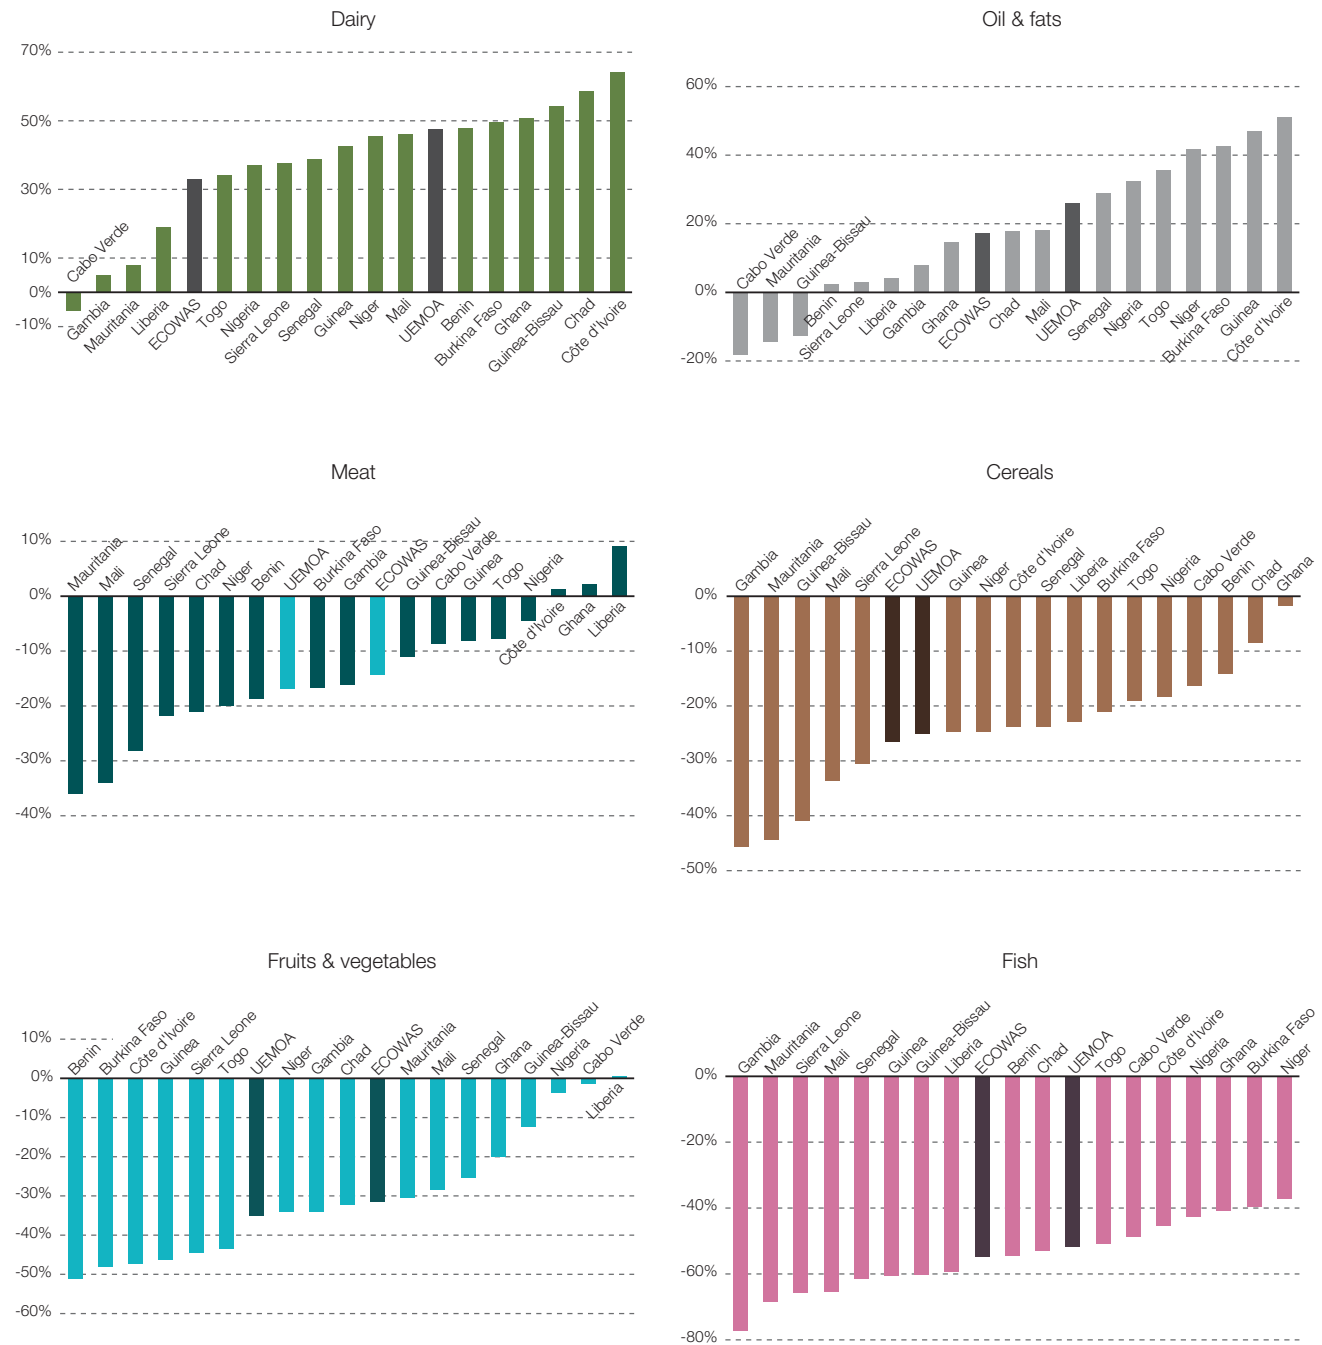 Dairy
70%
50%
30%
10%
0%
-10%
Cabo Verde
Gambia
Mauritania
Liberia
ECOWAS
Togo
Nigeria
Sierra Leone
Senegal
Guinea
Niger
Mali
UEMOA
Benin
Burkina Faso
Ghana
Guinea-Bissau
Chad
Côte d'Ivoire
Oil & fats
60%
40%
20%
0%
-20%
Cabo Verde
Mauritania
Guinea-Bissau
Benin
Sierra Leone
Liberia
Gambia
Ghana
ECOWAS
Chad
Mali
UEMOA
Senegal
Nigeria
Togo
Niger
Burkina Faso
Guinea
Côte d'Ivoire
Meat
10%
0%
-10%
-20%
-30%
-40%
Mauritania
Mali
Senegal
Sierra Leone
Chad
Niger
Benin
UEMOA
Burkina Faso
Gambia
ECOWAS
Guinea-Bissau
Cabo Verde
Guinea
Togo
Nigeria
Côte d'Ivoire
Ghana
Liberia
Cereals
0%
-10%
-20%
-30%
-40%
-50%
Gambia
Mauritania
Guinea-Bissau
Mali
Sierra Leone
ECOWAS
UEMOA
Guinea
Niger
Côte d'Ivoire
Senegal
Liberia
Burkina Faso
Togo
Nigeria
Cabo Verde
Benin
Chad
Ghana
Fruits & vegetables
10%
0%
-10%
-20%
-30%
-40%
-50%
-60%
Benin
Burkina Faso
Côte d'Ivoire
Guinea
Sierra Leone
Togo
UEMOA
Niger
Gambia
Chad
ECOWAS
Mauritania
Mali
Senegal
Ghana
Guinea-Bissau
Nigeria
Cabo Verde
Liberia
Fish
0%
-20%
-40%
-60%
-80%
Gambia
Mauritania
Sierra Leone
Mali
Senegal
Guinea
Guinea-Bissau
Liberia
ECOWAS
Benin
Chad
UEMOA
Togo
Cabo Verde
Côte d'Ivoire
Nigeria
Ghana
Burkina Faso
Niger